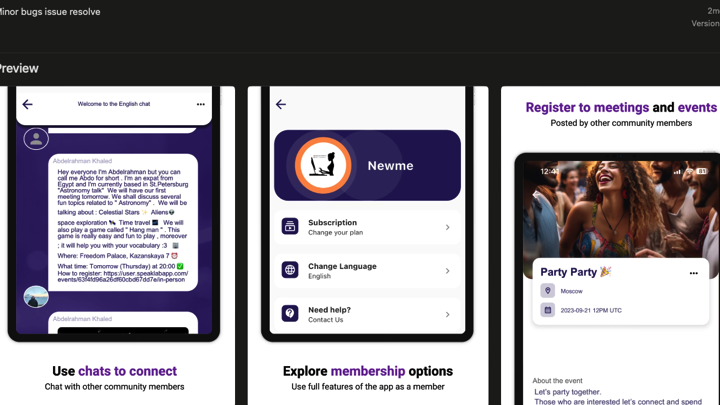 Minor bugs issue resolve
2m
Version
Preview
Welcome to the English chat
Abdelrahman Khaled
Hey everyone I'm Abdelrahman but you can
call me Abdo for short . I'm an expat from
Egypt and I'm currently based in St.Petersburg
"Astronomy talk" We will have our first
meeting tomorrow. We shall discuss several
fun topics related to " Astronomy" . We will be
talking about : Celestial Stars ✨ Aliens👽
space exploration 🛰 Time travel 🎦 We will
also play a game called " Hang man " . This
game is really easy and fun to play , moreover
; it will help you with your vocabulary :3
Where: Freedom Palace, Kazanskaya 7 ⏰
What time: Tomorrow (Thursday) at 20:00 ✅
How to register: https://user.speaklabapp.com/
events/63f4fd96a26df60cbd67dd7e/in-person
Abdelrahman Khaled
Use chats to connect
Chat with other community members
Newme
Subscription
Change your plan
Change Language
English
Need help?
Contact Us
Explore membership options
Use full features of the app as a member
Register to meetings and events
Posted by other community members
12:44
Party Party 🎉
Moscow
2023-09-21 12PM UTC
About the event
Let's party together.
Those who are interested let's connect and spend